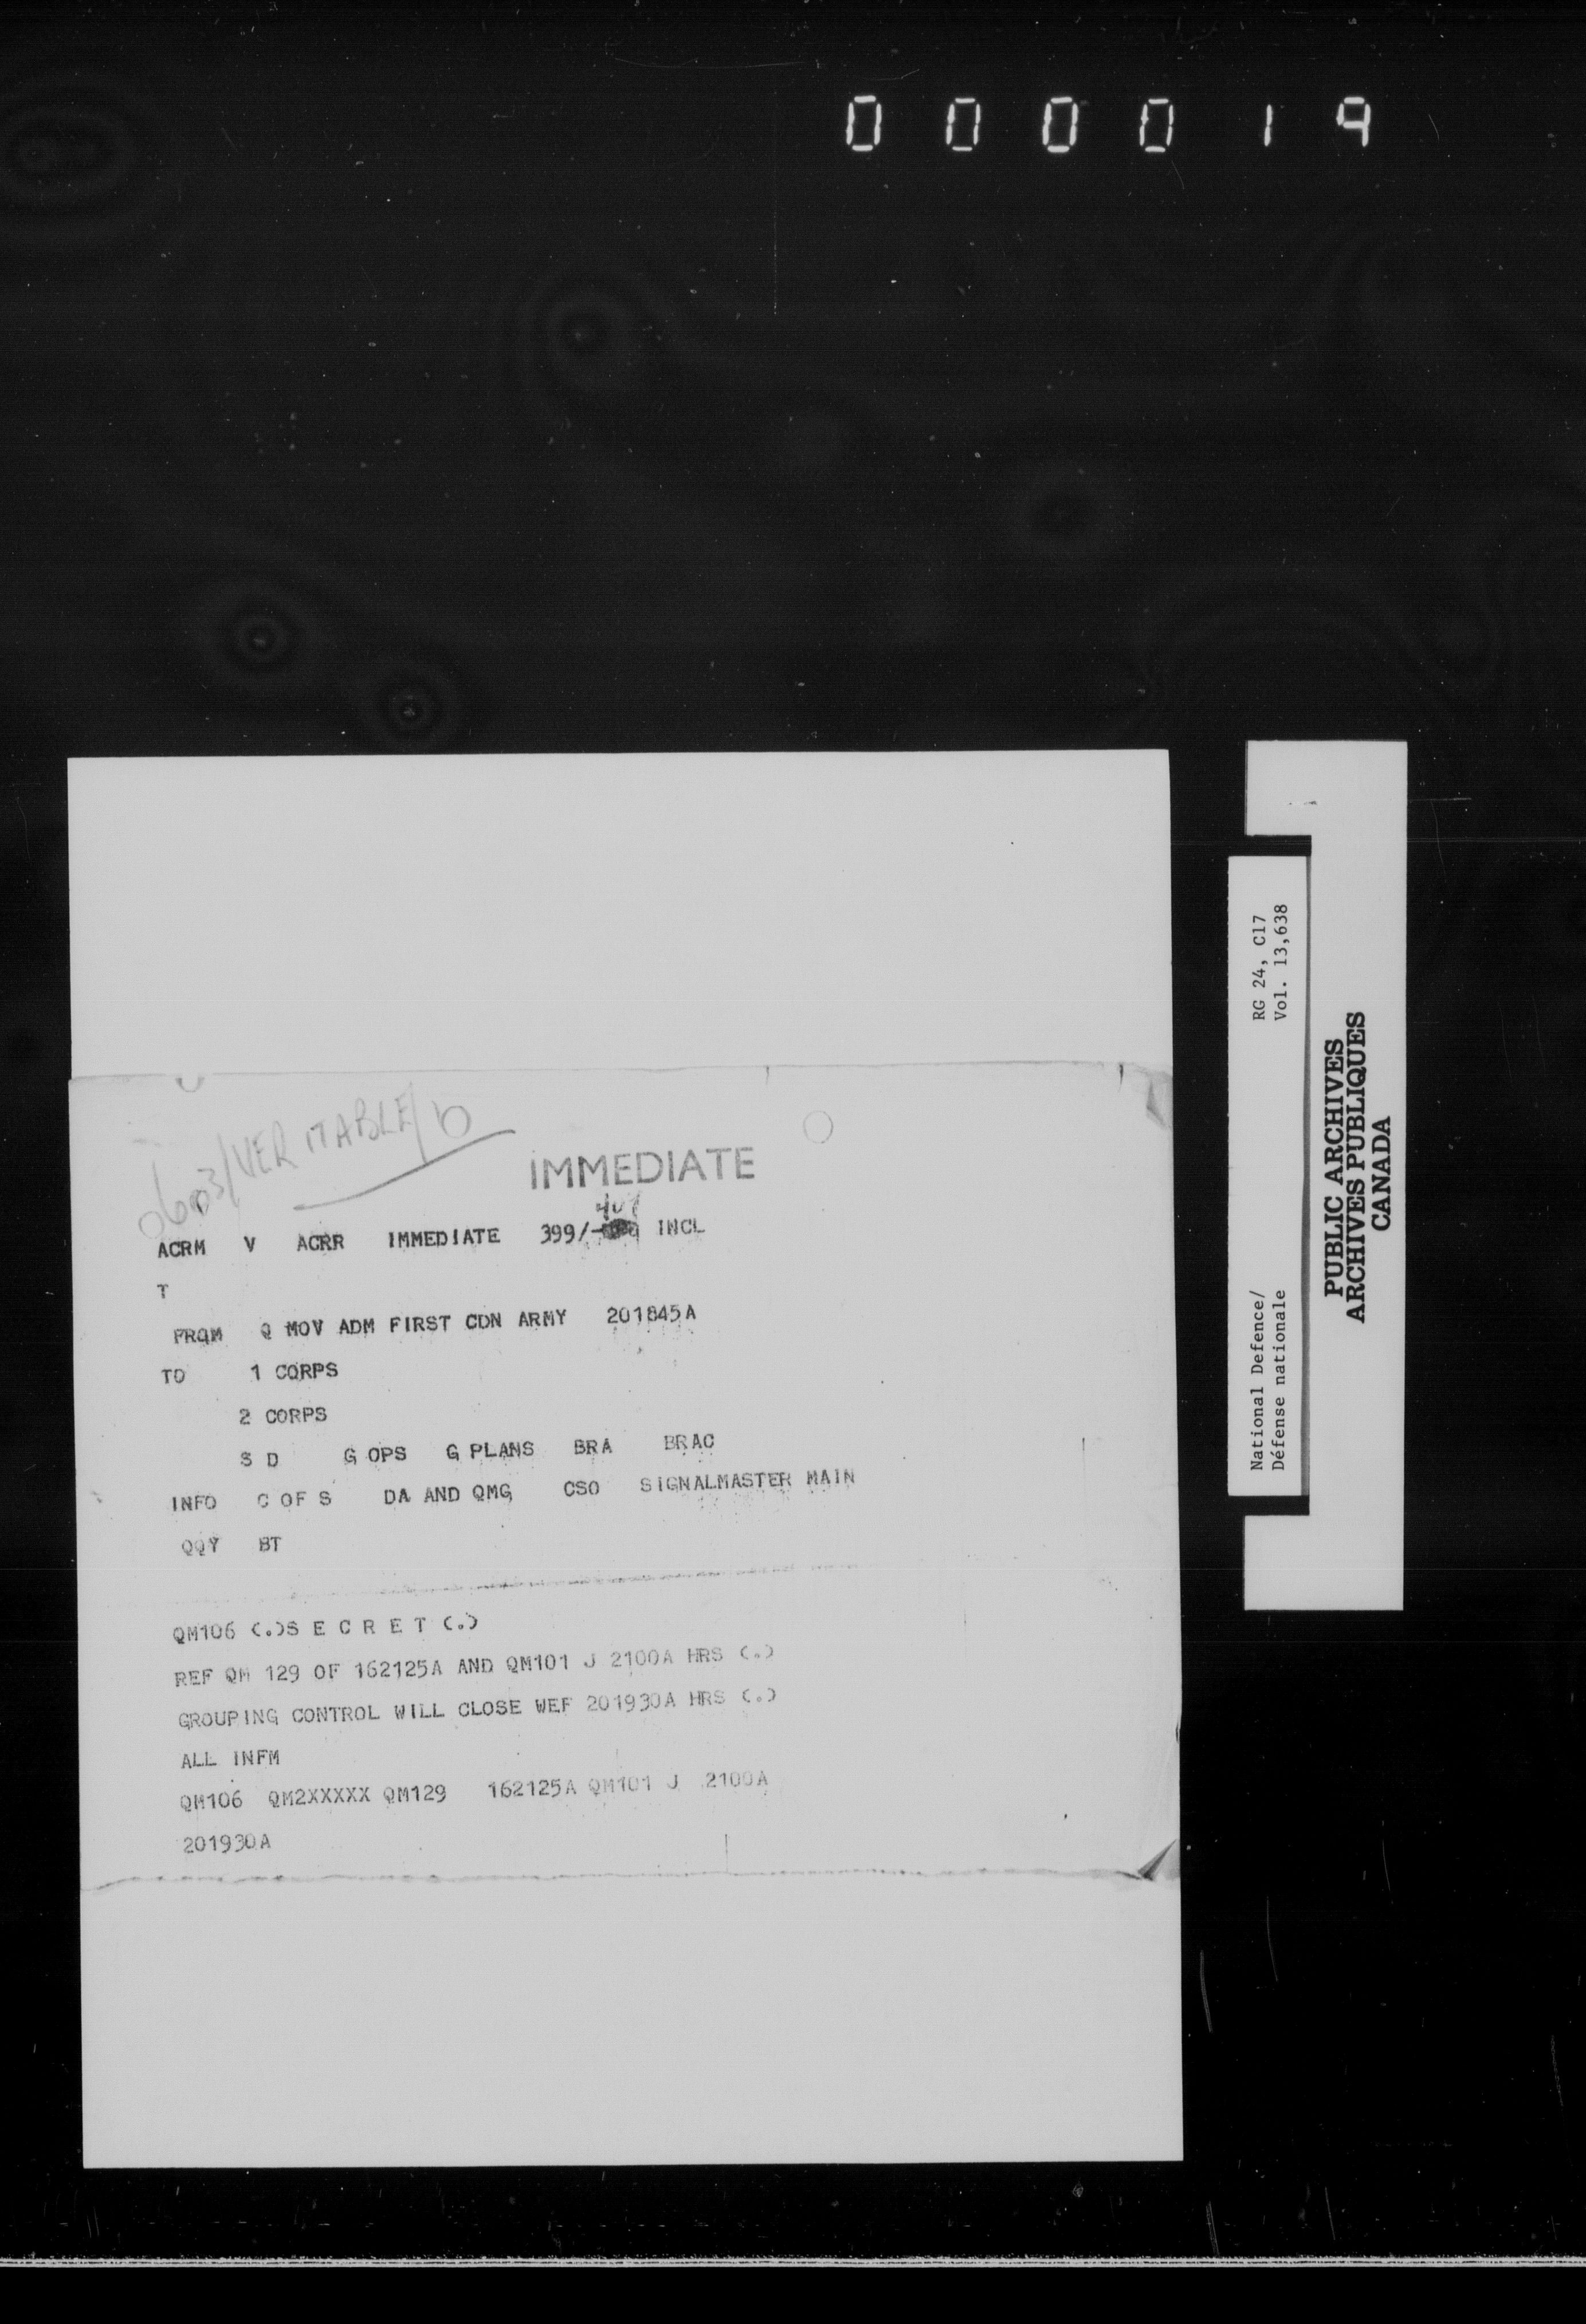 000019
0603/VERITABLE/
IMMEDIATE
401
ACRM V ACRR IMMEDIATE 399/ INCL
T
FROM Q MOV ADM FIRST CDN ARMY 201845A
TO 1 CORPS
2 CORPS
S D G OPS G PLANS BRA BRAC
INFO C OF S DA AND QMG CSO SIGNALMASTER MAIN
QQY BT
QM106 (.)S E C R E T (.)
REF QM 129 OF 162125A AND QM101 J 2100A HRS (.)
GROUPING CONTROL WILL CLOSE WEF 201930A HRS (.)
ALL INFM
QM106 QM2XXXXX QM129 162125A QM101 J 2100A
201930A
National Defence/
Défense nationale
RG 24, C17
Vol. 13,638
PUBLIC ARCHIVES
ARCHIVES PUBLIQUES
CANADA